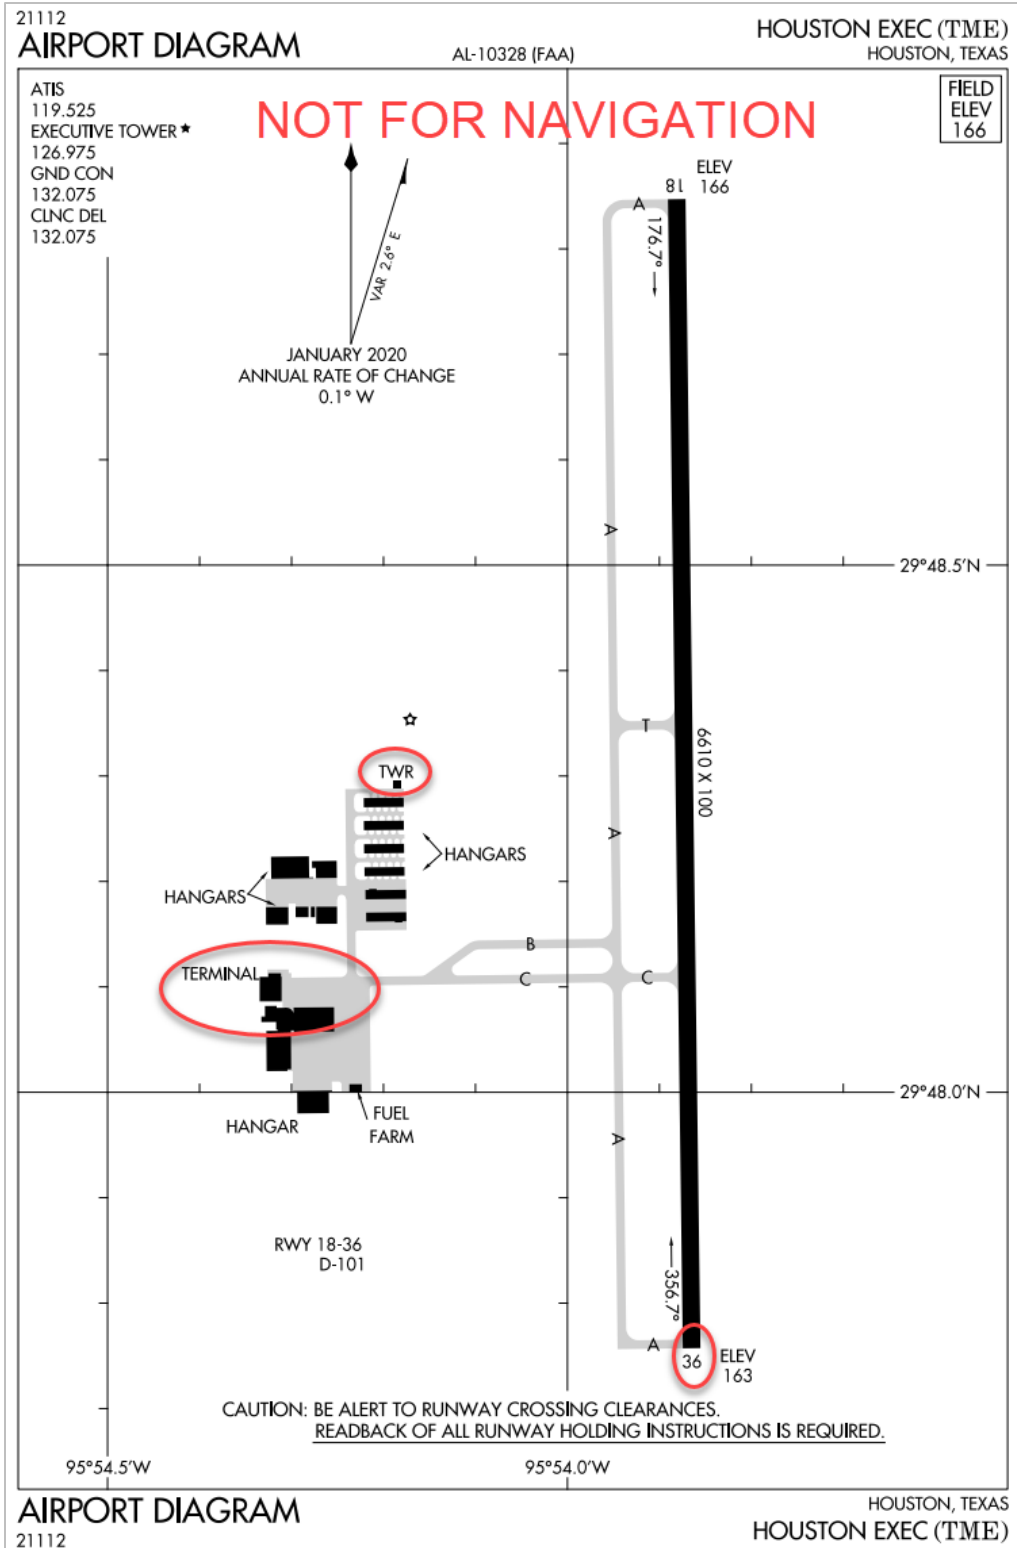 21112
AIRPORT DIAGRAM
AL-10328 (FAA)
HOUSTON EXEC (TME)
HOUSTON, TEXAS
ATIS
119.525
EXECUTIVE TOWER ★
126.975
GND CON
132.075
CLNC DEL
132.075
NOT FOR NAVIGATION
FIELD
ELEV
166
VAR 2.6° E
JANUARY 2020
ANNUAL RATE OF CHANGE
0.1° W
18
ELEV
166
A
176.7°
A
29°48.5'N
T
6610 X 100
TWR
A
HANGARS
HANGARS
B
TERMINAL
C
C
29°48.0'N
HANGAR
FUEL
FARM
A
RWY 18-36
D-101
356.7°
A
36
ELEV
163
CAUTION: BE ALERT TO RUNWAY CROSSING CLEARANCES.
READBACK OF ALL RUNWAY HOLDING INSTRUCTIONS IS REQUIRED.
95°54.5'W
95°54.0'W
AIRPORT DIAGRAM
21112
HOUSTON, TEXAS
HOUSTON EXEC (TME)